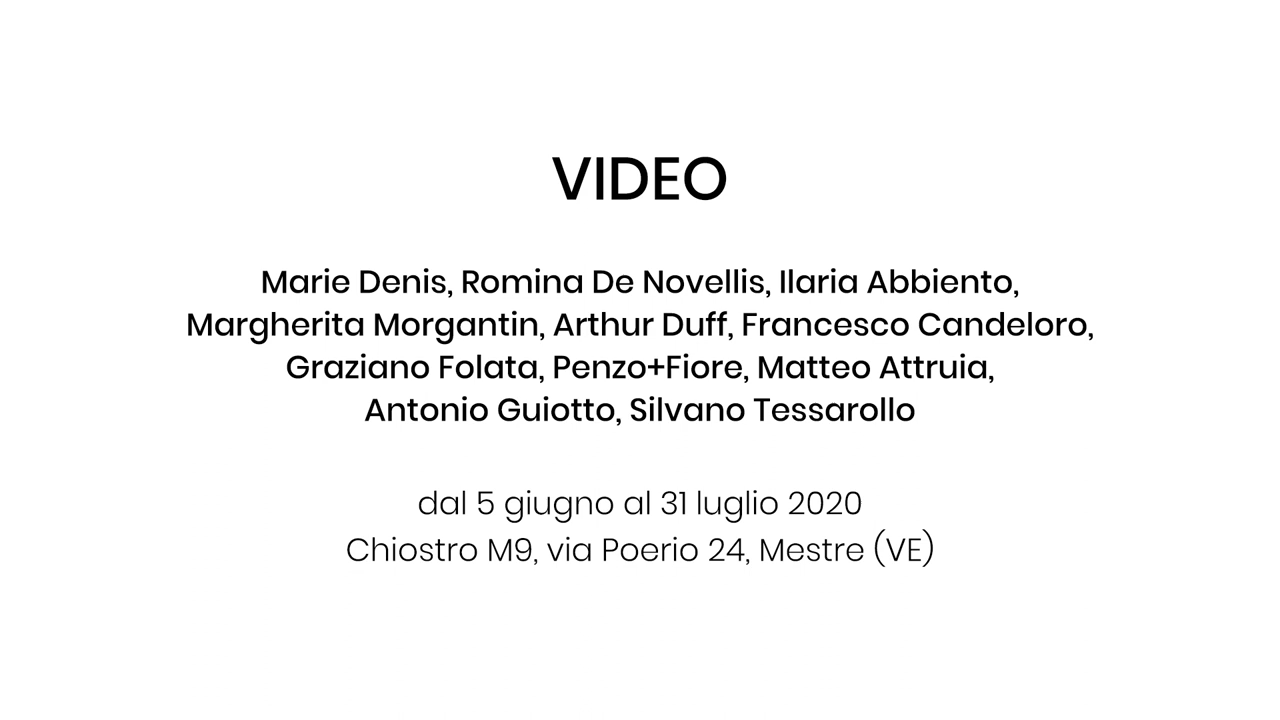 VIDEO
Marie Denis, Romina De Novellis, Ilaria Abbiento,
Margherita Morgantin, Arthur Duff, Francesco Candeloro,
Graziano Folata, Penzo+Fiore, Matteo Attruia,
Antonio Guiotto, Silvano Tessarollo
dal 5 giugno al 31 luglio 2020
Chiostro M9, via Poerio 24, Mestre (VE)